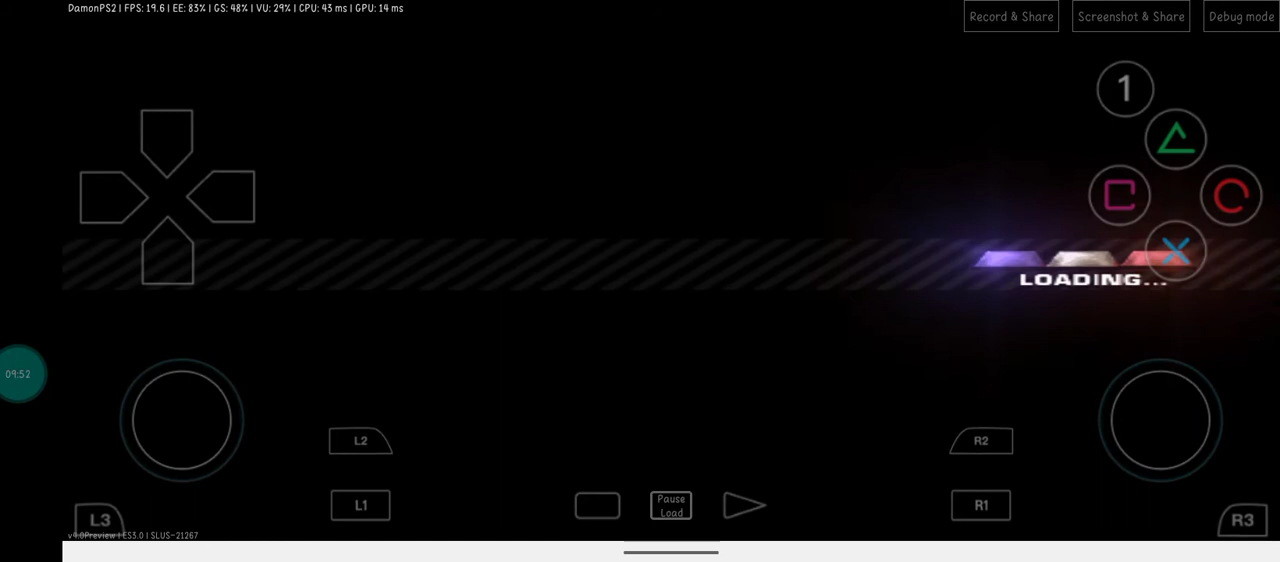 DamonPS2 | FPS: 19.6 | EE: 83% | GS: 48% | VU: 29% | CPU: 43 ms | GPU: 14 ms
Record & Share
Screenshot & Share
Debug mode
1
LOADING...
09:52
L2
R2
L1
Pause
Load
R1
L3
R3
v4.0Preview | ES3.0 | SLUS-21267